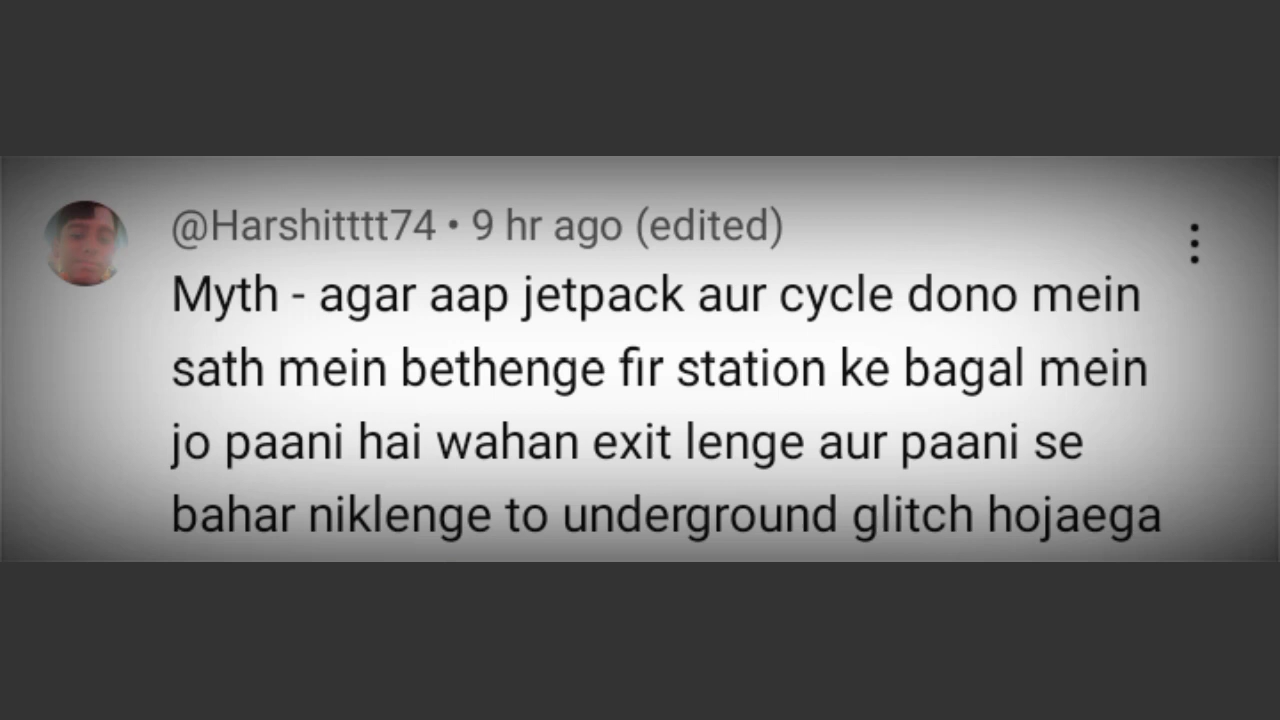 @Harshitttt74 • 9 hr ago (edited)
Myth - agar aap jetpack aur cycle dono mein
sath mein bethenge fir station ke bagal mein
jo paani hai wahan exit lenge aur paani se
bahar niklenge to underground glitch hojaega